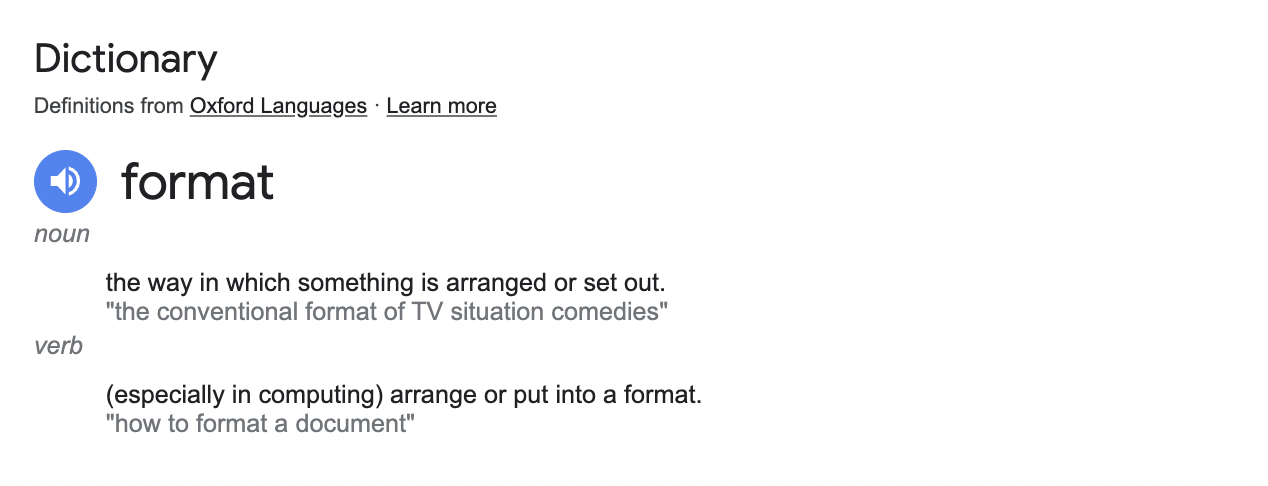 Dictionary
Definitions from Oxford Languages · Learn more
format
noun
the way in which something is arranged or set out.
"the conventional format of TV situation comedies"
verb
(especially in computing) arrange or put into a format.
"how to format a document"